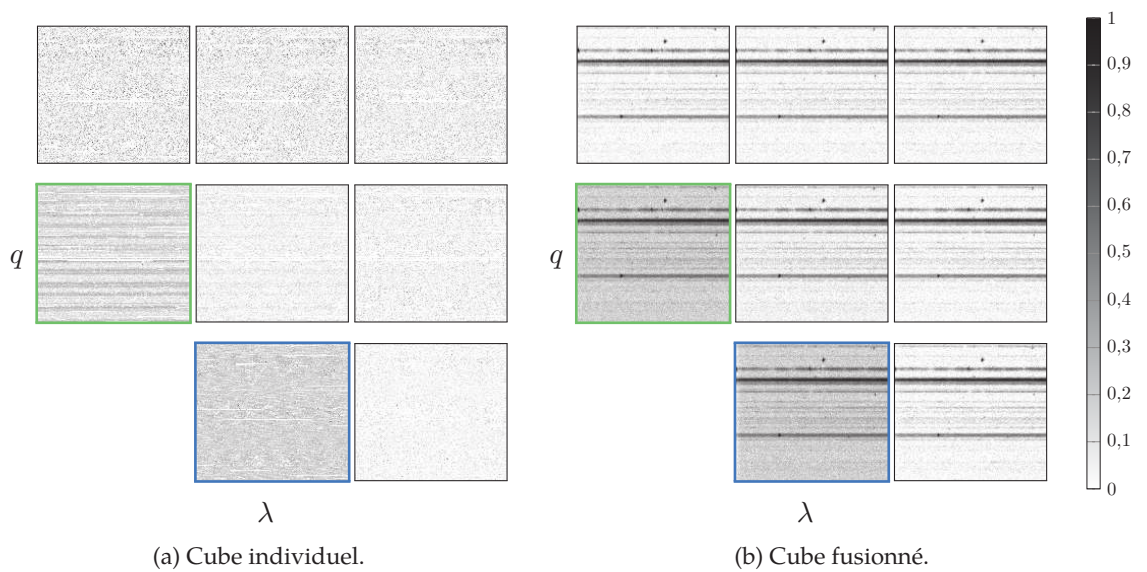 1
0,9
0,8
0,7
0,6
0,5
0,4
0,3
0,2
0,1
0
q
q
λ
λ
(a) Cube individuel.
(b) Cube fusionné.